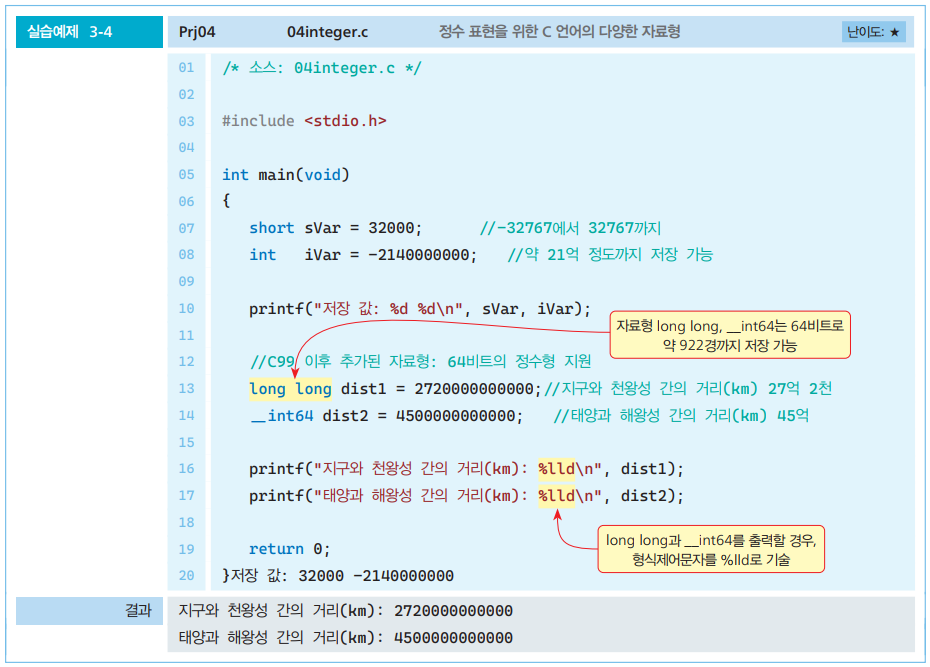 실습예제 3-4 Prj04 04integer.c 정수 표현을 위한 C 언어의 다양한 자료형 난이도: ★
01 /* 소스: 04integer.c */
02
03 #include <stdio.h>
04
05 int main(void)
06 {
07 short sVar = 32000; //-32767에서 32767까지
08 int iVar = -2140000000; //약 21억 정도까지 저장 가능
09
10 printf("저장 값: %d %d\n", sVar, iVar);
11
자료형 long long, __int64는 64비트로
약 922경까지 저장 가능
12 //C99 이후 추가된 자료형: 64비트의 정수형 지원
13 long long dist1 = 2720000000000;//지구와 천왕성 간의 거리(km) 27억 2천
14 __int64 dist2 = 4500000000000; //태양과 해왕성 간의 거리(km) 45억
15
16 printf("지구와 천왕성 간의 거리(km): %lld\n", dist1);
17 printf("태양과 해왕성 간의 거리(km): %lld\n", dist2);
18
long long과 __int64를 출력할 경우,
형식제어문자를 %lld로 기술
19 return 0;
20 }저장 값: 32000 -2140000000
결과 지구와 천왕성 간의 거리(km): 2720000000000
태양과 해왕성 간의 거리(km): 4500000000000